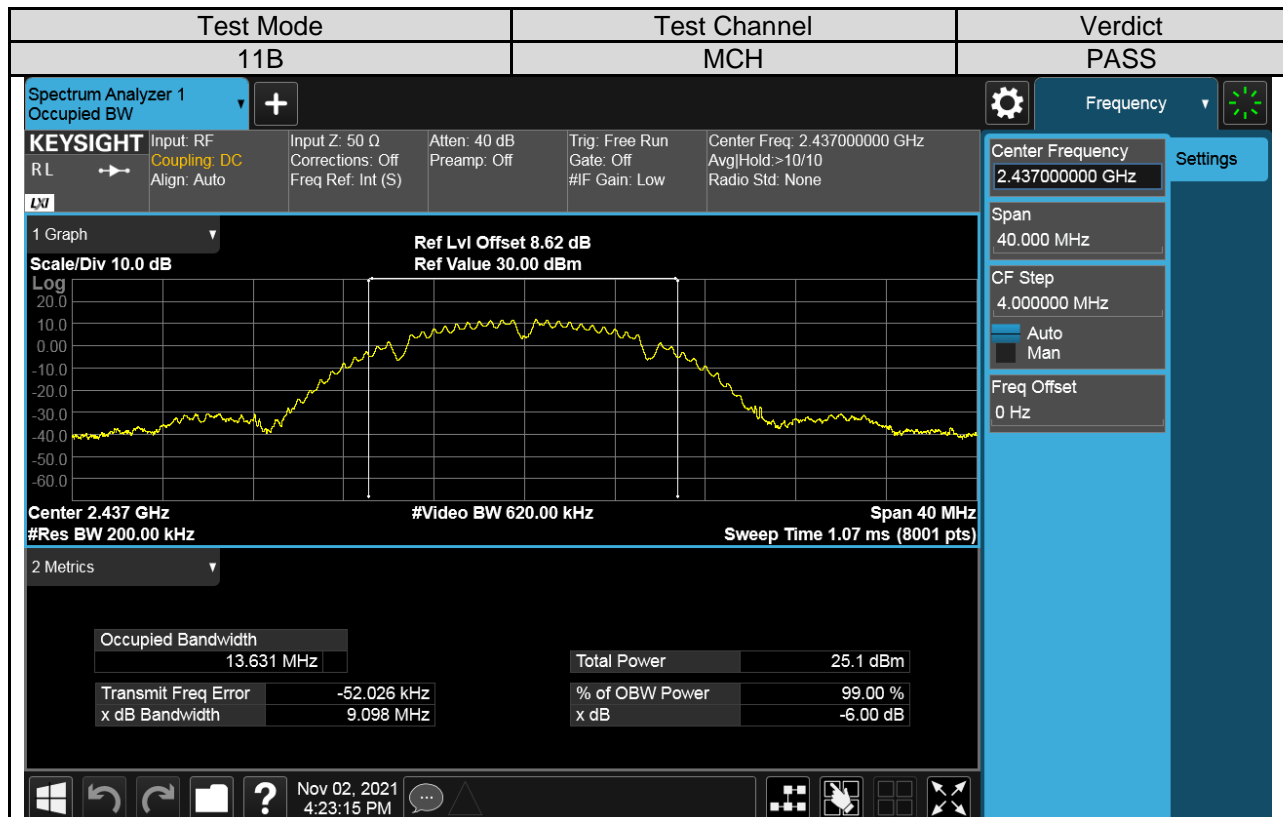 Test Mode Test Channel Verdict
11B MCH PASS
Spectrum Analyzer 1
Occupied BW
+
Frequency
KEYSIGHT
RL
LXI
Input: RF
Coupling: DC
Align: Auto
Input Z: 50 Ω
Corrections: Off
Freq Ref: Int (S)
Atten: 40 dB
Preamp: Off
Trig: Free Run
Gate: Off
#IF Gain: Low
Center Freq: 2.437000000 GHz
Avg|Hold:>10/10
Radio Std: None
Center Frequency
2.437000000 GHz
Settings
Span
40.000 MHz
CF Step
4.000000 MHz
Auto
Man
Freq Offset
0 Hz
1 Graph
Scale/Div 10.0 dB
Ref Lvl Offset 8.62 dB
Ref Value 30.00 dBm
Log
20.0
10.0
0.00
-10.0
-20.0
-30.0
-40.0
-50.0
-60.0
Center 2.437 GHz
#Res BW 200.00 kHz
#Video BW 620.00 kHz
Span 40 MHz
Sweep Time 1.07 ms (8001 pts)
2 Metrics
Occupied Bandwidth
13.631 MHz
Total Power 25.1 dBm
Transmit Freq Error -52.026 kHz
% of OBW Power 99.00 %
x dB Bandwidth 9.098 MHz
x dB -6.00 dB
?
Nov 02, 2021
4:23:15 PM